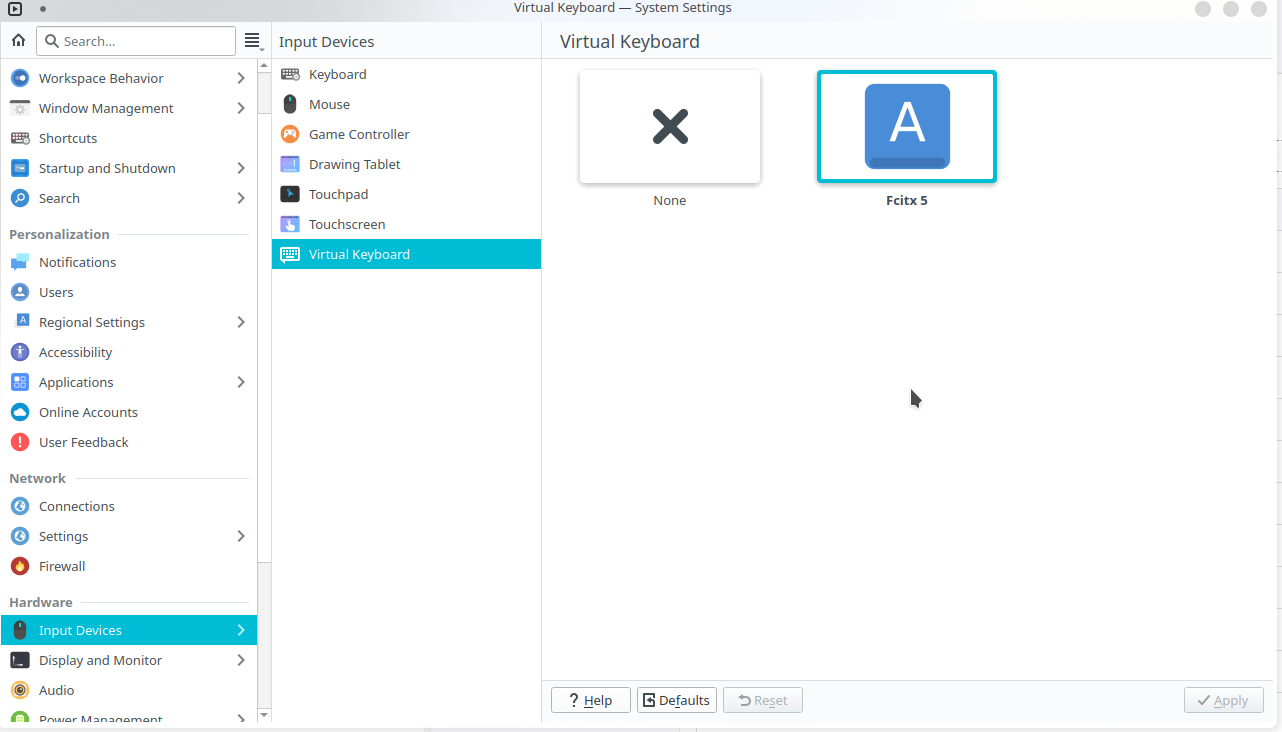 Virtual Keyboard — System Settings
Search...
Workspace Behavior
Window Management
Shortcuts
Startup and Shutdown
Search
Personalization
Notifications
Users
Regional Settings
Accessibility
Applications
Online Accounts
User Feedback
Network
Connections
Settings
Firewall
Hardware
Input Devices
Display and Monitor
Audio
Power Management
Input Devices
Keyboard
Mouse
Game Controller
Drawing Tablet
Touchpad
Touchscreen
Virtual Keyboard
Virtual Keyboard
A
None
Fcitx 5
? Help
Defaults
Reset
Apply